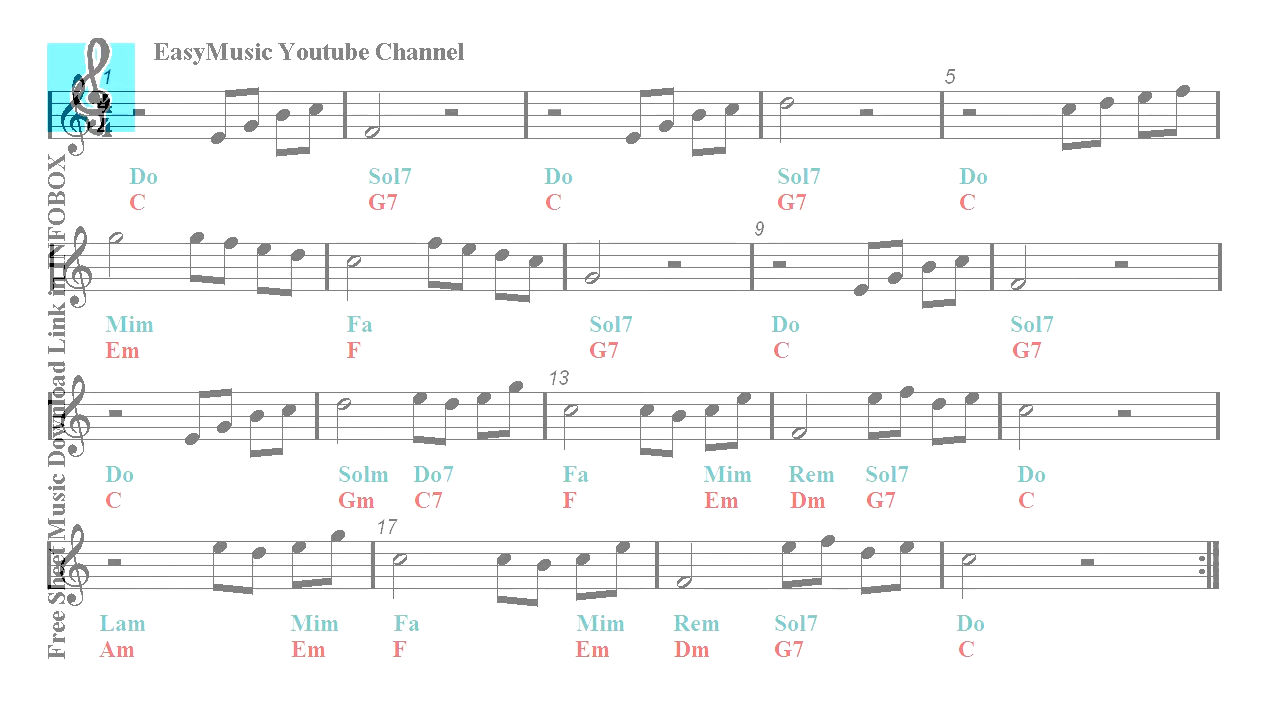 EasyMusic Youtube Channel
1 5
4
4
Do Sol7 Do Sol7 Do
C G7 C G7 C
9
Mim Fa Sol7 Do Sol7
Em F G7 C G7
13
Do Solm Do7 Fa Mim Rem Sol7 Do
C Gm C7 F Em Dm G7 C
17
Lam Mim Fa Mim Rem Sol7 Do
Am Em F Em Dm G7 C
Free Sheet Music Download Link in INFOBOX